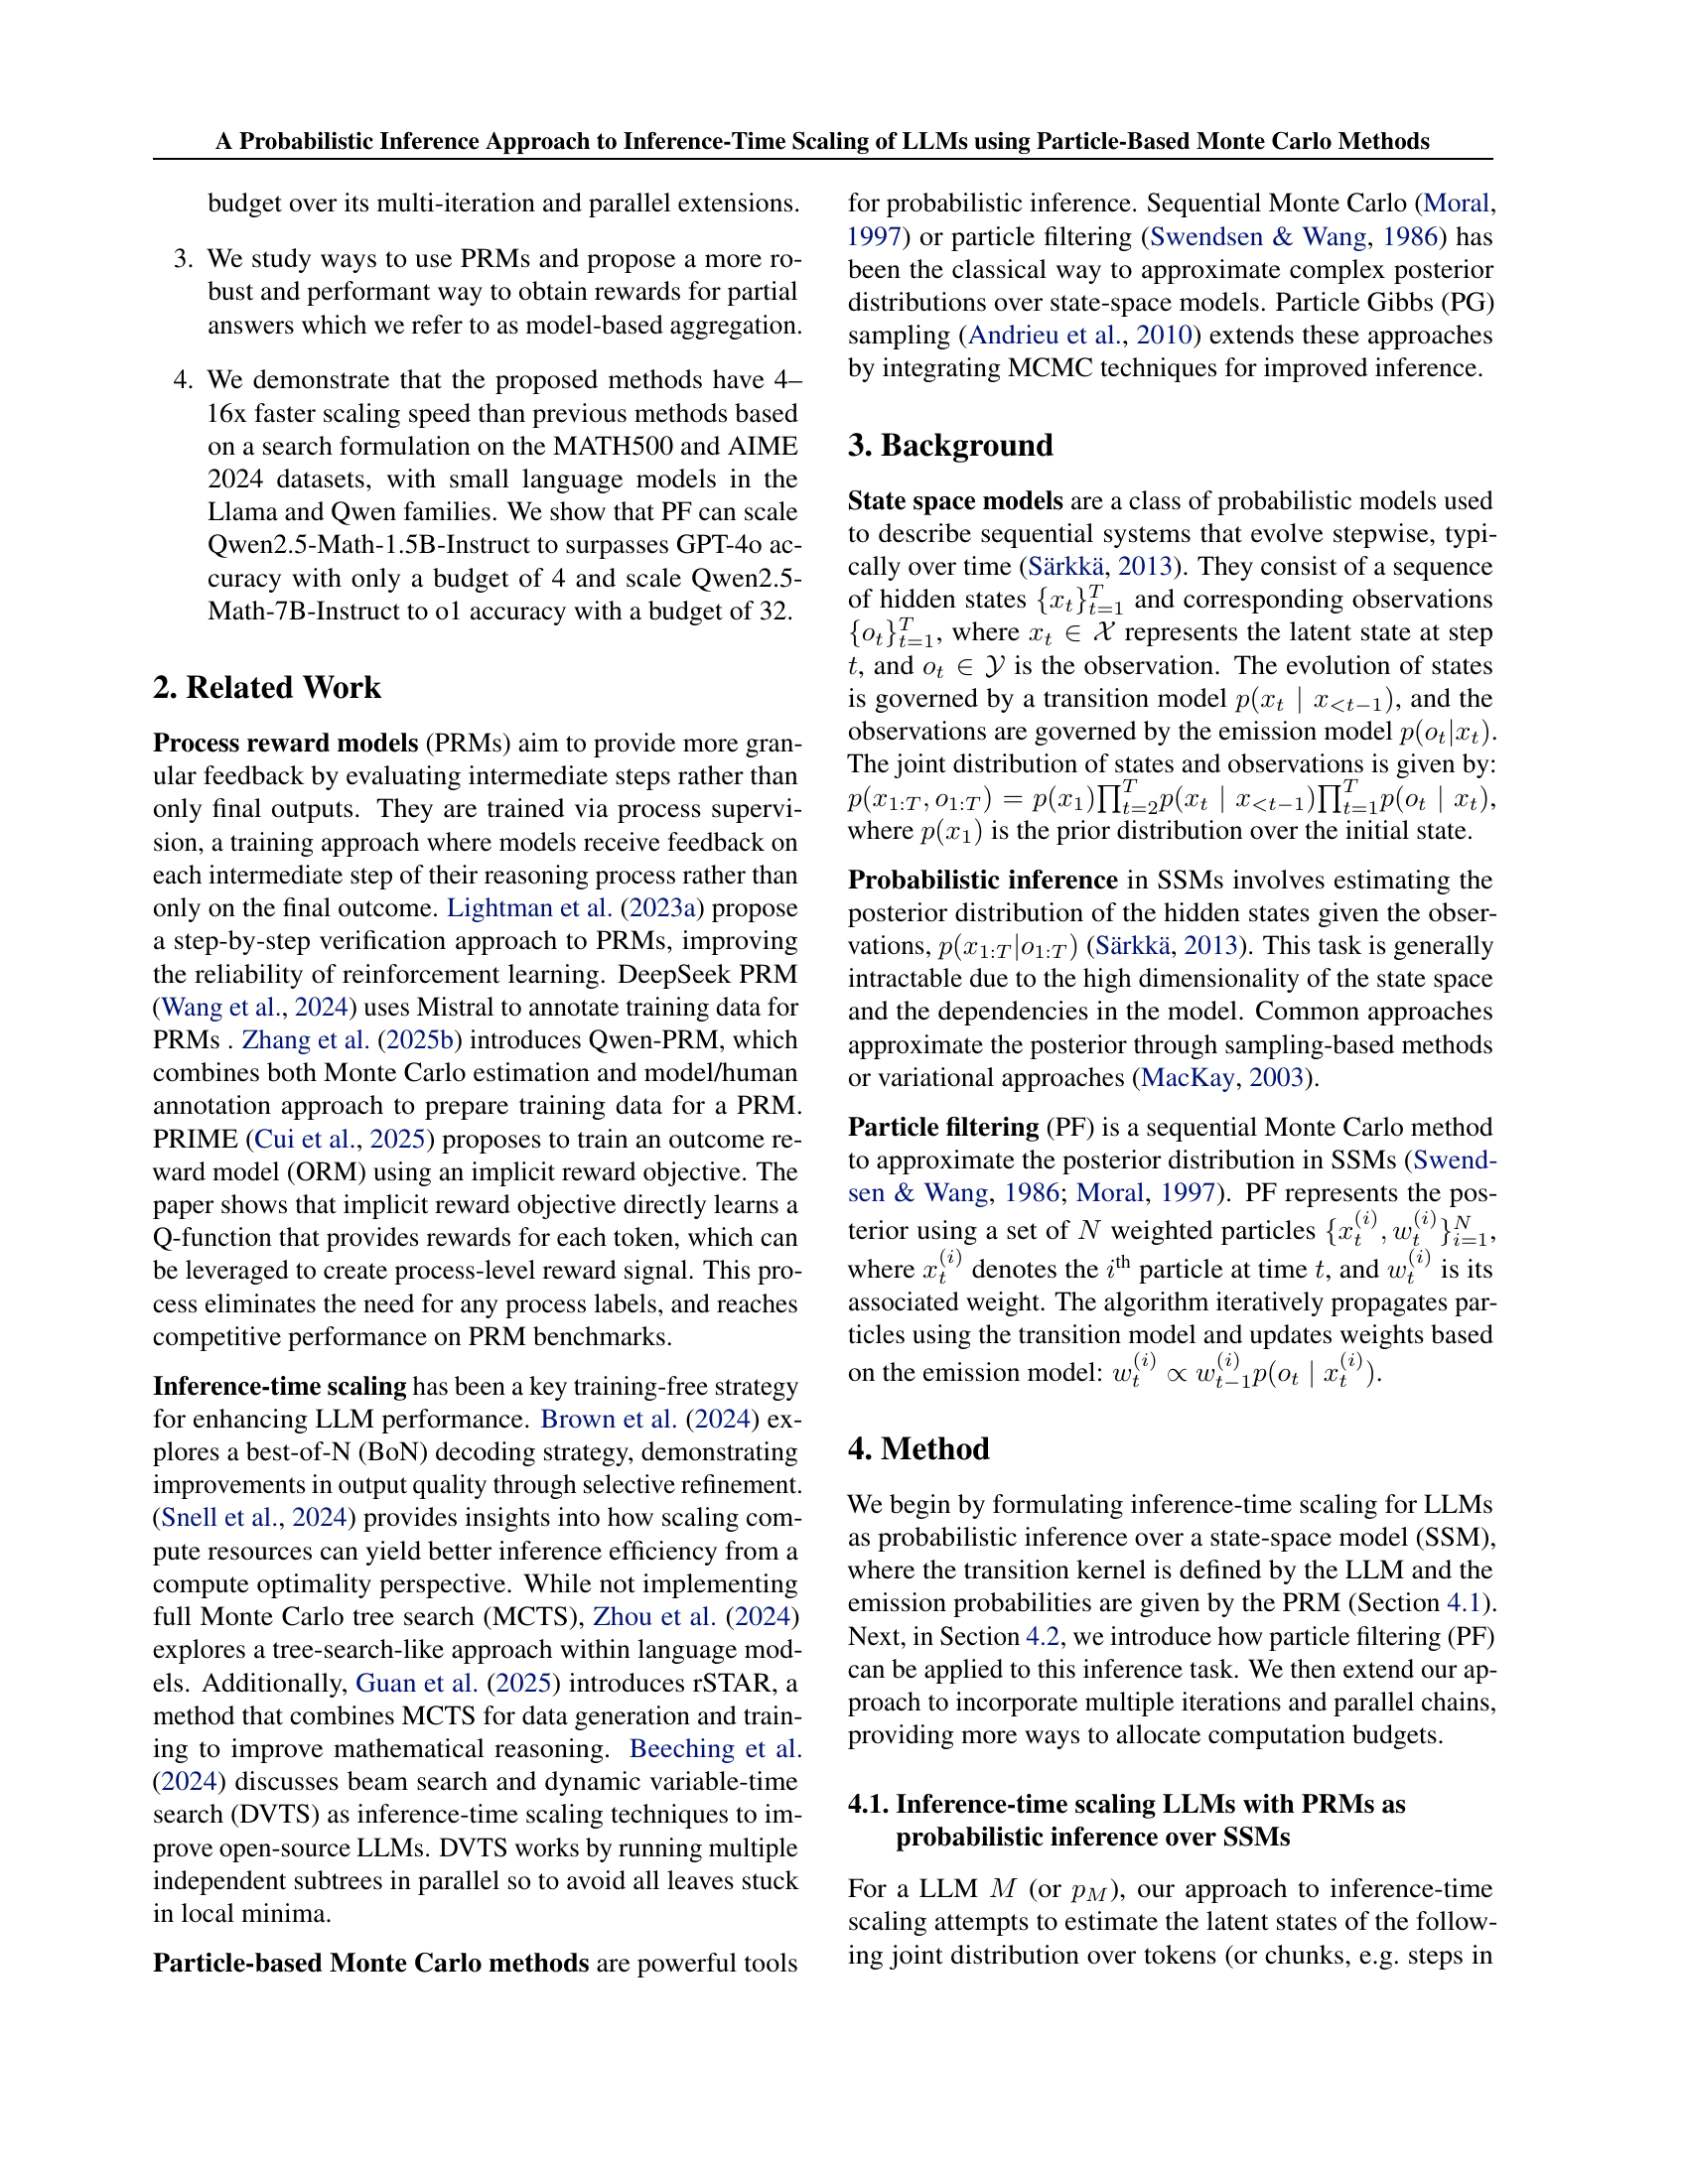 A Probabilistic Inference Approach to Inference-Time Scaling of LLMs using Particle-Based Monte Carlo Methods
budget over its multi-iteration and parallel extensions.
3. We study ways to use PRMs and propose a more ro-
bust and performant way to obtain rewards for partial
answers which we refer to as model-based aggregation.
4. We demonstrate that the proposed methods have 4–
16x faster scaling speed than previous methods based
on a search formulation on the MATH500 and AIME
2024 datasets, with small language models in the
Llama and Qwen families. We show that PF can scale
Qwen2.5-Math-1.5B-Instruct to surpasses GPT-4o ac-
curacy with only a budget of 4 and scale Qwen2.5-
Math-7B-Instruct to o1 accuracy with a budget of 32.
2. Related Work
Process reward models (PRMs) aim to provide more gran-
ular feedback by evaluating intermediate steps rather than
only final outputs. They are trained via process supervi-
sion, a training approach where models receive feedback on
each intermediate step of their reasoning process rather than
only on the final outcome. Lightman et al. (2023a) propose
a step-by-step verification approach to PRMs, improving
the reliability of reinforcement learning. DeepSeek PRM
(Wang et al., 2024) uses Mistral to annotate training data for
PRMs . Zhang et al. (2025b) introduces Qwen-PRM, which
combines both Monte Carlo estimation and model/human
annotation approach to prepare training data for a PRM.
PRIME (Cui et al., 2025) proposes to train an outcome re-
ward model (ORM) using an implicit reward objective. The
paper shows that implicit reward objective directly learns a
Q-function that provides rewards for each token, which can
be leveraged to create process-level reward signal. This pro-
cess eliminates the need for any process labels, and reaches
competitive performance on PRM benchmarks.
Inference-time scaling has been a key training-free strategy
for enhancing LLM performance. Brown et al. (2024) ex-
plores a best-of-N (BoN) decoding strategy, demonstrating
improvements in output quality through selective refinement.
(Snell et al., 2024) provides insights into how scaling com-
pute resources can yield better inference efficiency from a
compute optimality perspective. While not implementing
full Monte Carlo tree search (MCTS), Zhou et al. (2024)
explores a tree-search-like approach within language mod-
els. Additionally, Guan et al. (2025) introduces rSTAR, a
method that combines MCTS for data generation and train-
ing to improve mathematical reasoning. Beeching et al.
(2024) discusses beam search and dynamic variable-time
search (DVTS) as inference-time scaling techniques to im-
prove open-source LLMs. DVTS works by running multiple
independent subtrees in parallel so to avoid all leaves stuck
in local minima.
Particle-based Monte Carlo methods are powerful tools
for probabilistic inference. Sequential Monte Carlo (Moral,
1997) or particle filtering (Swendsen & Wang, 1986) has
been the classical way to approximate complex posterior
distributions over state-space models. Particle Gibbs (PG)
sampling (Andrieu et al., 2010) extends these approaches
by integrating MCMC techniques for improved inference.
3. Background
State space models are a class of probabilistic models used
to describe sequential systems that evolve stepwise, typi-
cally over time (Särkkä, 2013). They consist of a sequence
of hidden states $\{x_t\}_{t=1}^T$ and corresponding observations
$\{o_t\}_{t=1}^T$, where $x_t \in \mathcal{X}$ represents the latent state at step
$t$, and $o_t \in \mathcal{Y}$ is the observation. The evolution of states
is governed by a transition model $p(x_t \mid x_{<t-1})$, and the
observations are governed by the emission model $p(o_t|x_t)$.
The joint distribution of states and observations is given by:
$p(x_{1:T}, o_{1:T}) = p(x_1)\prod_{t=2}^T p(x_t \mid x_{<t-1})\prod_{t=1}^T p(o_t \mid x_t)$,
where $p(x_1)$ is the prior distribution over the initial state.
Probabilistic inference in SSMs involves estimating the
posterior distribution of the hidden states given the obser-
vations, $p(x_{1:T}|o_{1:T})$ (Särkkä, 2013). This task is generally
intractable due to the high dimensionality of the state space
and the dependencies in the model. Common approaches
approximate the posterior through sampling-based methods
or variational approaches (MacKay, 2003).
Particle filtering (PF) is a sequential Monte Carlo method
to approximate the posterior distribution in SSMs (Swend-
sen & Wang, 1986; Moral, 1997). PF represents the pos-
terior using a set of $N$ weighted particles $\{x_t^{(i)}, w_t^{(i)}\}_{i=1}^N$,
where $x_t^{(i)}$ denotes the $i^{\text{th}}$ particle at time $t$, and $w_t^{(i)}$ is its
associated weight. The algorithm iteratively propagates par-
ticles using the transition model and updates weights based
on the emission model: $w_t^{(i)} \propto w_{t-1}^{(i)} p(o_t \mid x_t^{(i)})$.
4. Method
We begin by formulating inference-time scaling for LLMs
as probabilistic inference over a state-space model (SSM),
where the transition kernel is defined by the LLM and the
emission probabilities are given by the PRM (Section 4.1).
Next, in Section 4.2, we introduce how particle filtering (PF)
can be applied to this inference task. We then extend our ap-
proach to incorporate multiple iterations and parallel chains,
providing more ways to allocate computation budgets.
4.1. Inference-time scaling LLMs with PRMs as
probabilistic inference over SSMs
For a LLM $M$ (or $p_M$), our approach to inference-time
scaling attempts to estimate the latent states of the follow-
ing joint distribution over tokens (or chunks, e.g. steps in